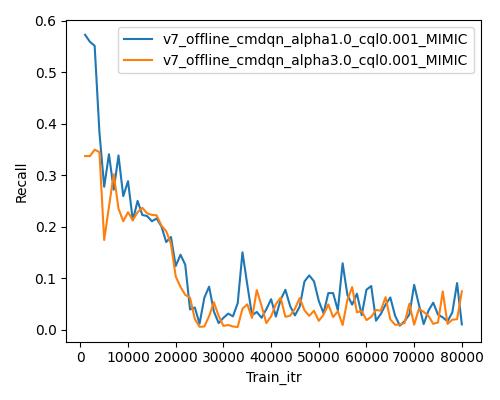 v7_offline_cmdqn_alpha1.0_cql0.001_MIMIC
v7_offline_cmdqn_alpha3.0_cql0.001_MIMIC
Recall
0.6
0.5
0.4
0.3
0.2
0.1
0.0
0 10000 20000 30000 40000 50000 60000 70000 80000
Train_itr